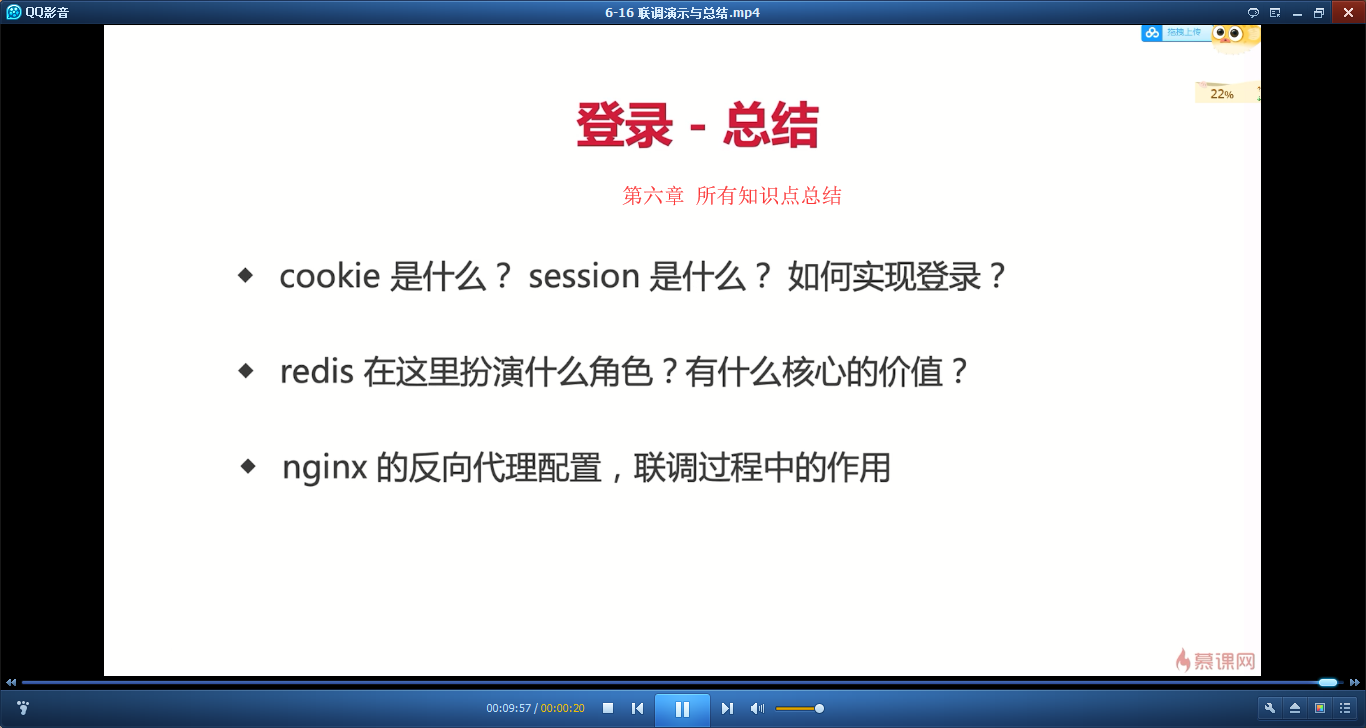 QQ影音
6-16 联调演示与总结.mp4
拖拽上传
22%
登录 - 总结
第六章 所有知识点总结
cookie 是什么？ session 是什么？ 如何实现登录？
redis 在这里扮演什么角色？有什么核心的价值？
nginx 的反向代理配置，联调过程中的作用
慕课网
00:09:57 / 00:00:20